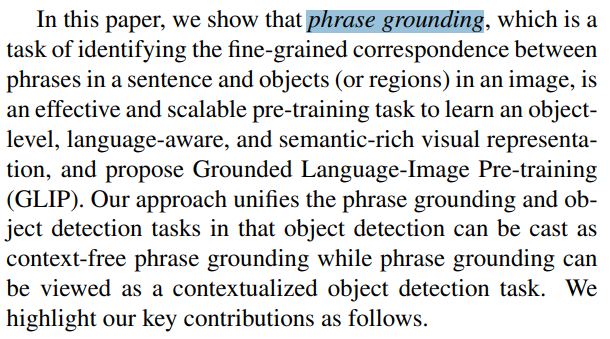 In this paper, we show that phrase grounding, which is a
task of identifying the fine-grained correspondence between
phrases in a sentence and objects (or regions) in an image, is
an effective and scalable pre-training task to learn an object-
level, language-aware, and semantic-rich visual representa-
tion, and propose Grounded Language-Image Pre-training
(GLIP). Our approach unifies the phrase grounding and ob-
ject detection tasks in that object detection can be cast as
context-free phrase grounding while phrase grounding can
be viewed as a contextualized object detection task. We
highlight our key contributions as follows.